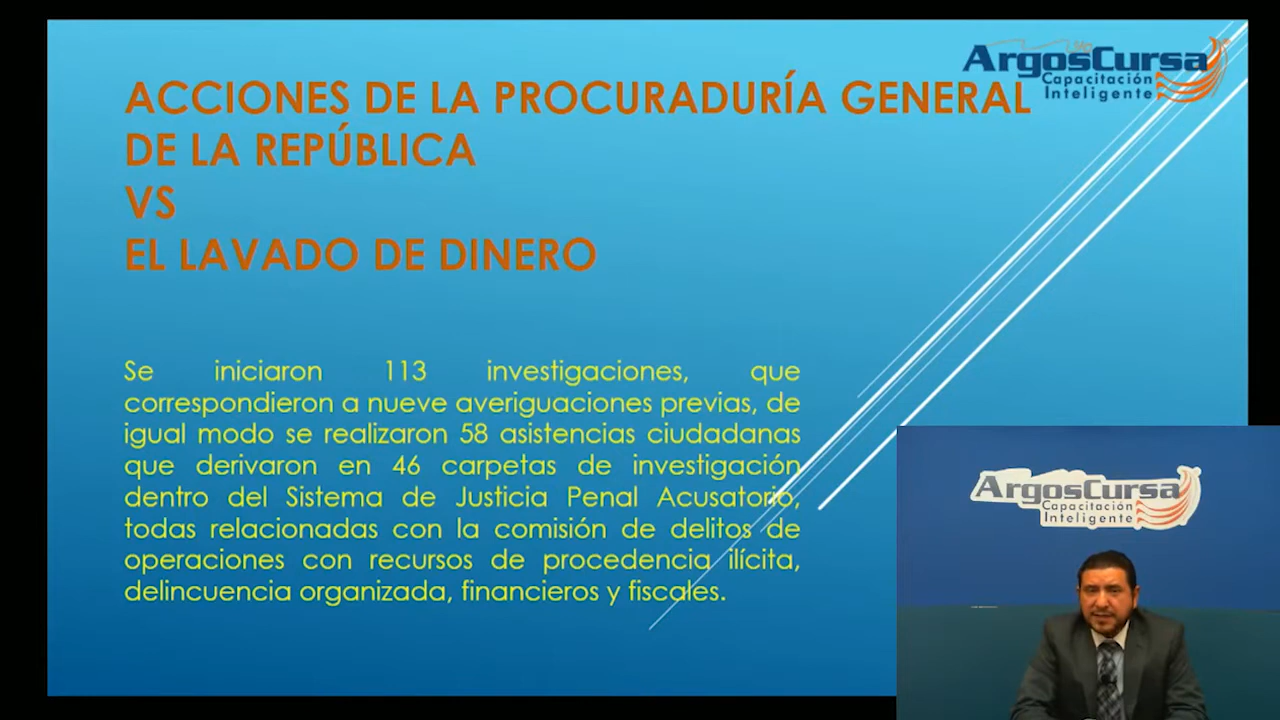 ArgosCursa
Capacitación
Inteligente
ACCIONES DE LA PROCURADURÍA GENERAL
DE LA REPÚBLICA
VS
EL LAVADO DE DINERO
Se iniciaron 113 investigaciones, que
correspondieron a nueve averiguaciones previas, de
igual modo se realizaron 58 asistencias ciudadanas
que derivaron en 46 carpetas de investigación
dentro del Sistema de Justicia Penal Acusatorio,
todas relacionadas con la comisión de delitos de
operaciones con recursos de procedencia ilícita,
delincuencia organizada, financieros y fiscales.
ArgosCursa
Capacitación
Inteligente